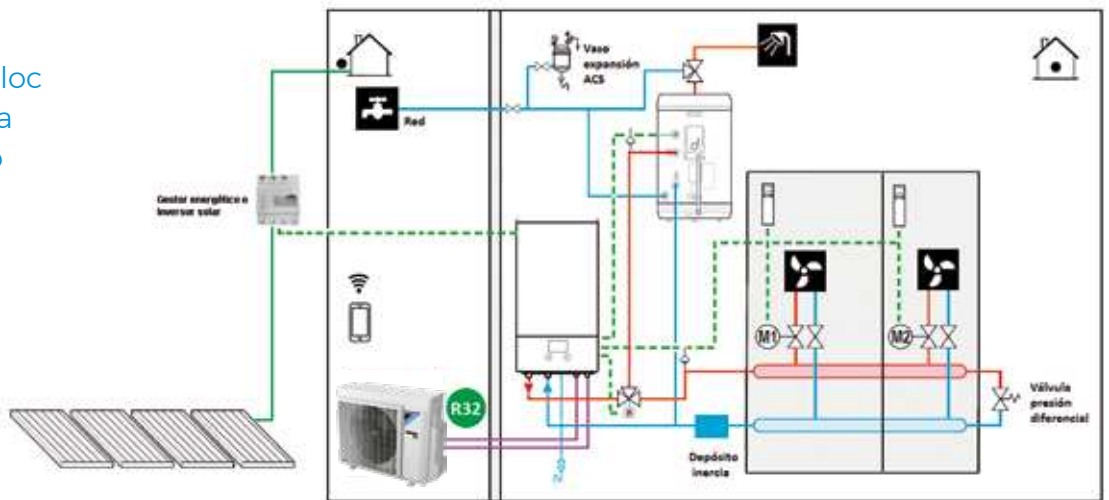 loc
a
Vaso
expansión
ACS
Red
Gestor energético o
Inversor solar
R32
M1
M2
Válvula
presión
diferencial
Depósito
inercia